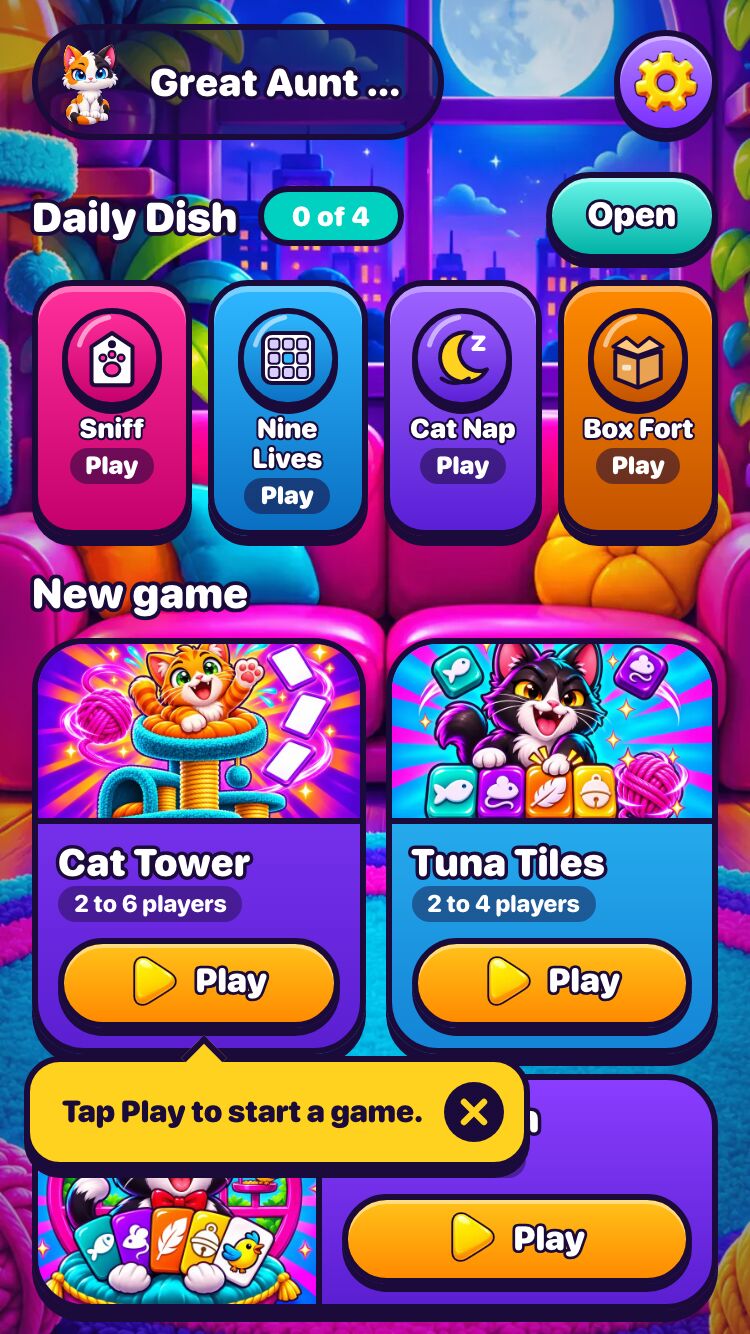 Great Aunt ...
Daily Dish
0 of 4
Open
Sniff
Play
Nine
Lives
Play
Cat Nap
Play
Box Fort
Play
New game
Cat Tower
2 to 6 players
Play
Tuna Tiles
2 to 4 players
Play
Tap Play to start a game.
Play